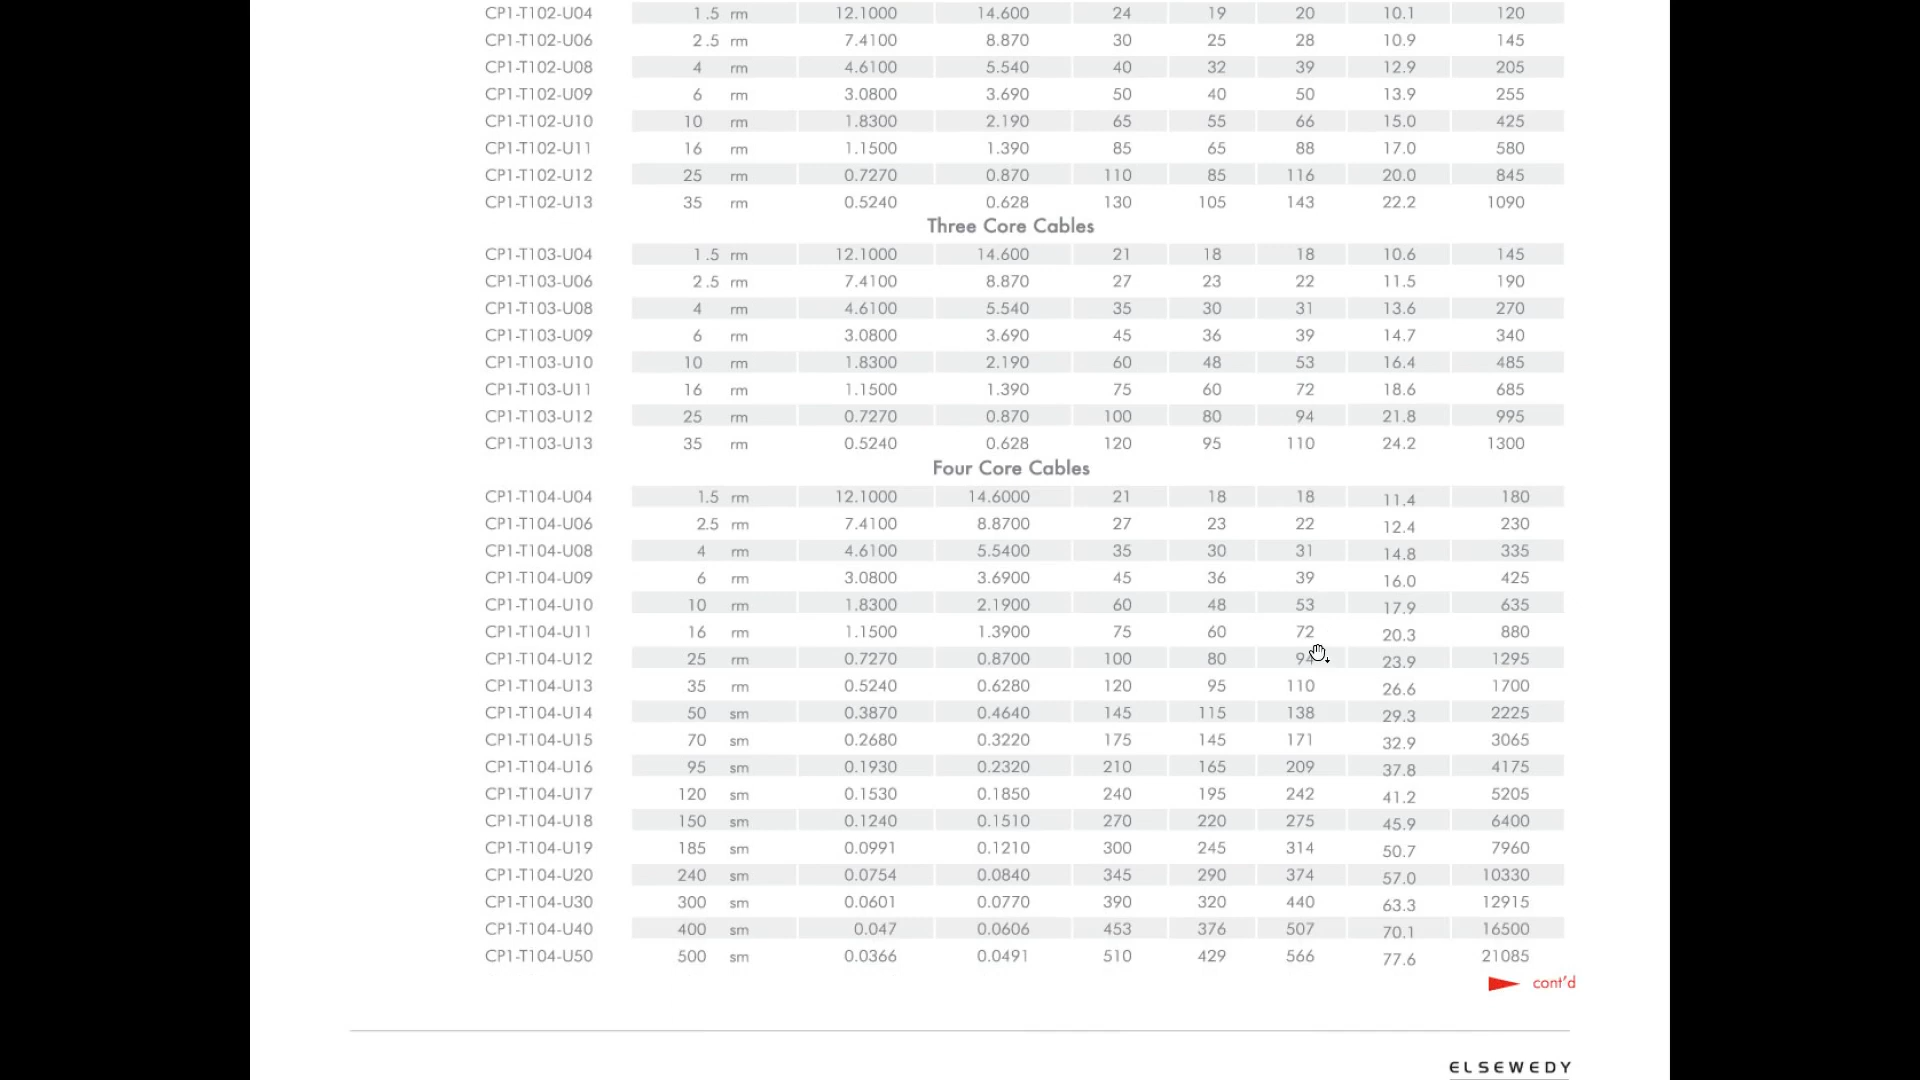 CP1-T102-U04 1.5 rm 12.1000 14.600 24 19 20 10.1 120
CP1-T102-U06 2.5 rm 7.4100 8.870 30 25 28 10.9 145
CP1-T102-U08 4 rm 4.6100 5.540 40 32 39 12.9 205
CP1-T102-U09 6 rm 3.0800 3.690 50 40 50 13.9 255
CP1-T102-U10 10 rm 1.8300 2.190 65 55 66 15.0 425
CP1-T102-U11 16 rm 1.1500 1.390 85 65 88 17.0 580
CP1-T102-U12 25 rm 0.7270 0.870 110 85 116 20.0 845
CP1-T102-U13 35 rm 0.5240 0.628 130 105 143 22.2 1090
Three Core Cables
CP1-T103-U04 1.5 rm 12.1000 14.600 21 18 18 10.6 145
CP1-T103-U06 2.5 rm 7.4100 8.870 27 23 22 11.5 190
CP1-T103-U08 4 rm 4.6100 5.540 35 30 31 13.6 270
CP1-T103-U09 6 rm 3.0800 3.690 45 36 39 14.7 340
CP1-T103-U10 10 rm 1.8300 2.190 60 48 53 16.4 485
CP1-T103-U11 16 rm 1.1500 1.390 75 60 72 18.6 685
CP1-T103-U12 25 rm 0.7270 0.870 100 80 94 21.8 995
CP1-T103-U13 35 rm 0.5240 0.628 120 95 110 24.2 1300
Four Core Cables
CP1-T104-U04 1.5 rm 12.1000 14.6000 21 18 18 11.4 180
CP1-T104-U06 2.5 rm 7.4100 8.8700 27 23 22 12.4 230
CP1-T104-U08 4 rm 4.6100 5.5400 35 30 31 14.8 335
CP1-T104-U09 6 rm 3.0800 3.6900 45 36 39 16.0 425
CP1-T104-U10 10 rm 1.8300 2.1900 60 48 53 17.9 635
CP1-T104-U11 16 rm 1.1500 1.3900 75 60 72 20.3 880
CP1-T104-U12 25 rm 0.7270 0.8700 100 80 94 23.9 1295
CP1-T104-U13 35 rm 0.5240 0.6280 120 95 110 26.6 1700
CP1-T104-U14 50 sm 0.3870 0.4640 145 115 138 29.3 2225
CP1-T104-U15 70 sm 0.2680 0.3220 175 145 171 32.9 3065
CP1-T104-U16 95 sm 0.1930 0.2320 210 165 209 37.8 4175
CP1-T104-U17 120 sm 0.1530 0.1850 240 195 242 41.2 5205
CP1-T104-U18 150 sm 0.1240 0.1510 270 220 275 45.9 6400
CP1-T104-U19 185 sm 0.0991 0.1210 300 245 314 50.7 7960
CP1-T104-U20 240 sm 0.0754 0.0840 345 290 374 57.0 10330
CP1-T104-U30 300 sm 0.0601 0.0770 390 320 440 63.3 12915
CP1-T104-U40 400 sm 0.047 0.0606 453 376 507 70.1 16500
CP1-T104-U50 500 sm 0.0366 0.0491 510 429 566 77.6 21085
cont'd
ELSEWEDY